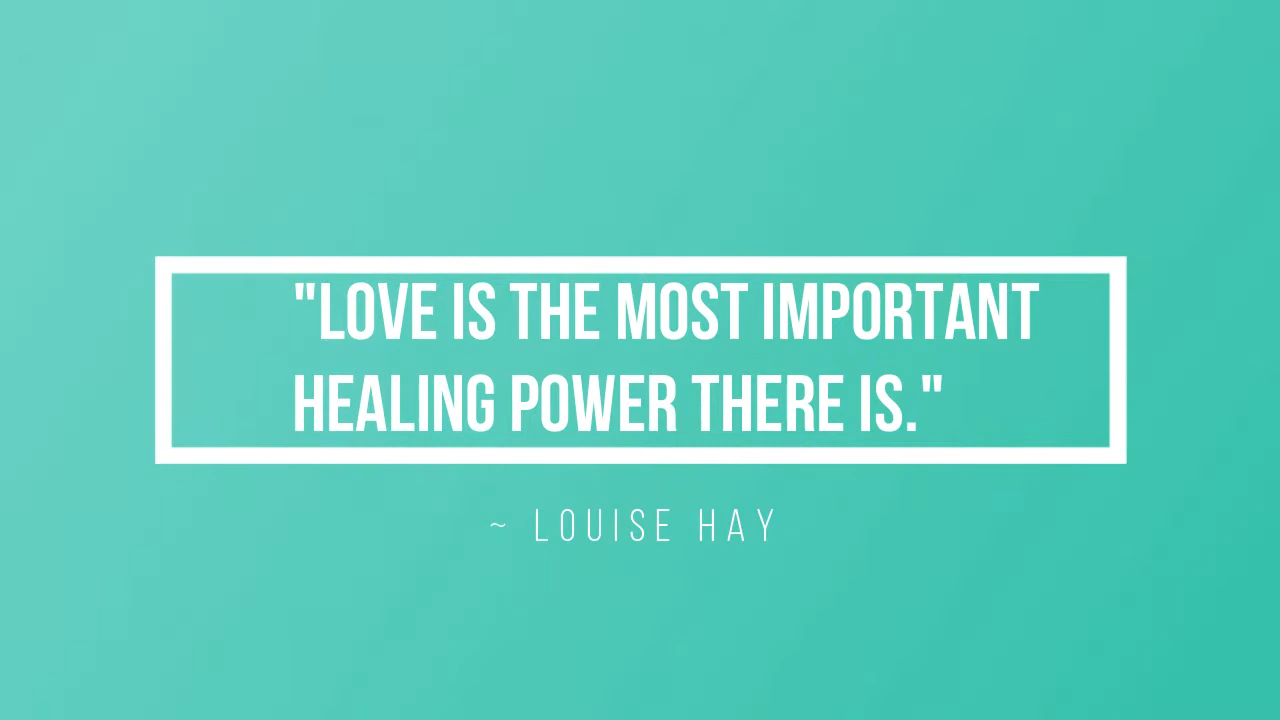 "LOVE IS THE MOST IMPORTANT
HEALING POWER THERE IS."
~ LOUISE HAY